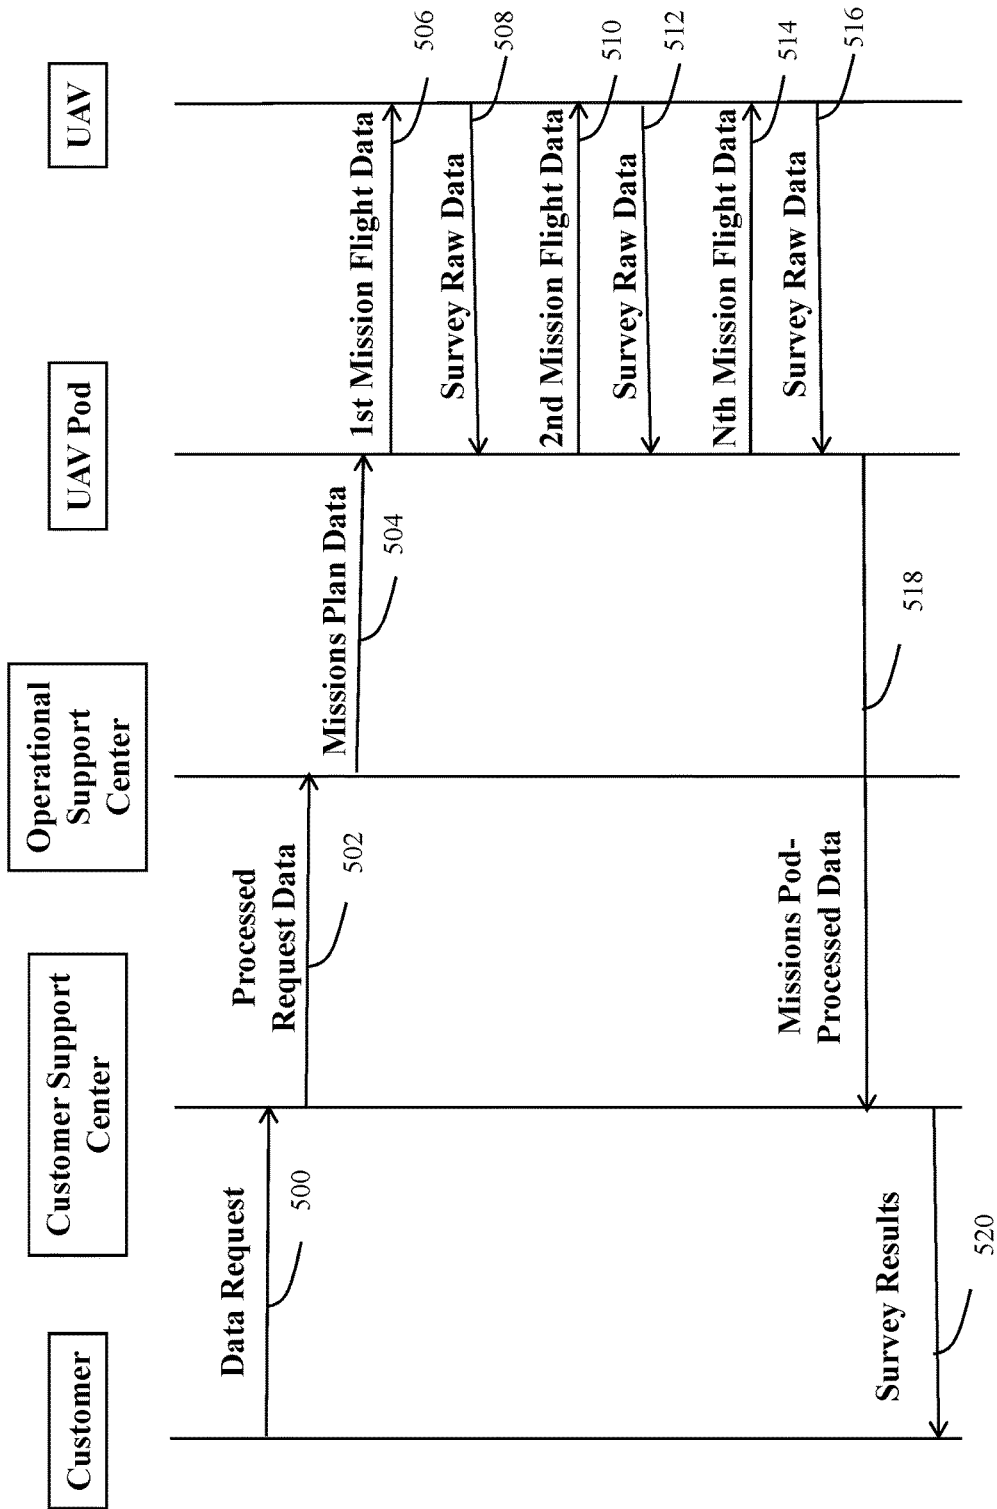 Customer
Customer Support
Center
Operational
Support
Center
UAV Pod
UAV
Data Request
500
Processed
Request Data
502
Missions Plan Data
504
1st Mission Flight Data
506
Survey Raw Data
508
2nd Mission Flight Data
510
Survey Raw Data
512
Nth Mission Flight Data
514
Survey Raw Data
516
Missions Pod-
Processed Data
518
Survey Results
520